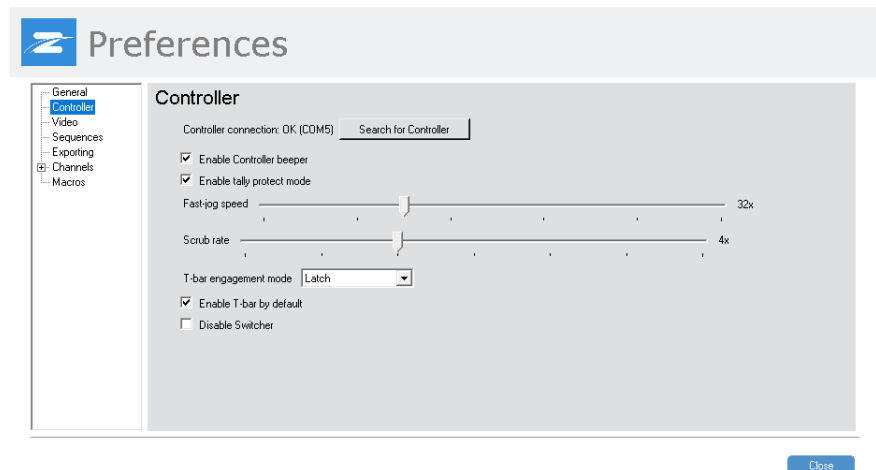 Preferences
General
Controller
Video
Sequences
Exporting
Channels
Macros
Controller
Controller connection: OK (COM5) Search for Controller
Enable Controller beeper
Enable tally protect mode
Fast-jog speed 32x
Scrub rate 4x
T-bar engagement mode Latch
Enable T-bar by default
Disable Switcher
Close